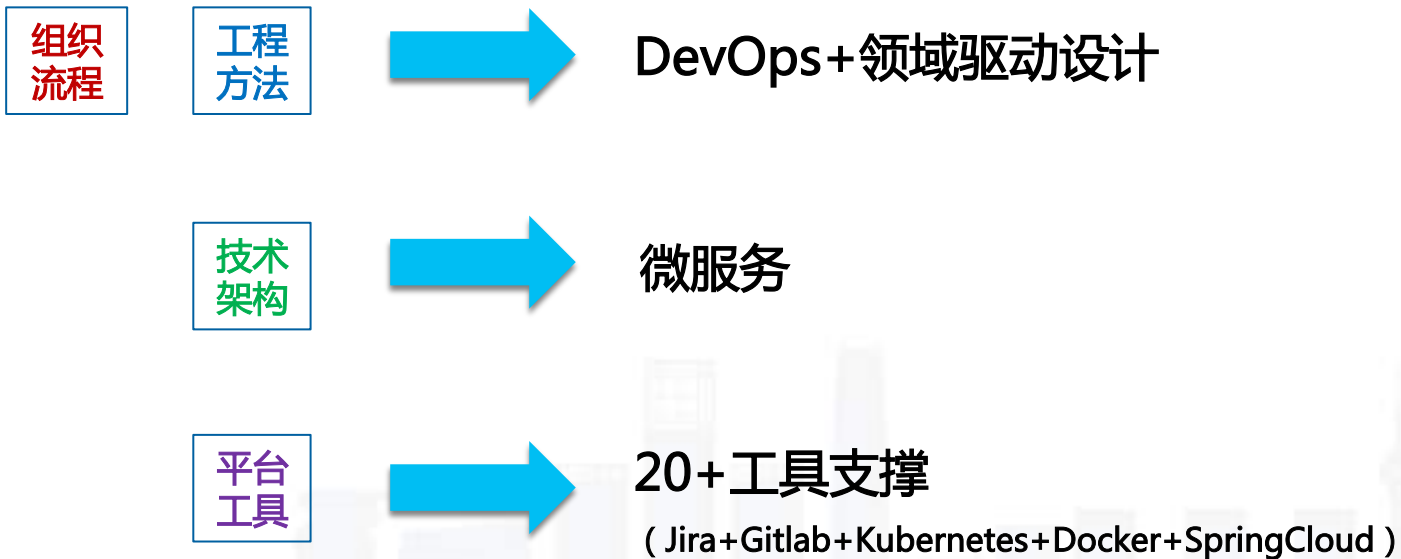 组织
流程
工程
方法
DevOps+领域驱动设计
技术
架构
微服务
平台
工具
20+工具支撑
（Jira+Gitlab+Kubernetes+Docker+SpringCloud）